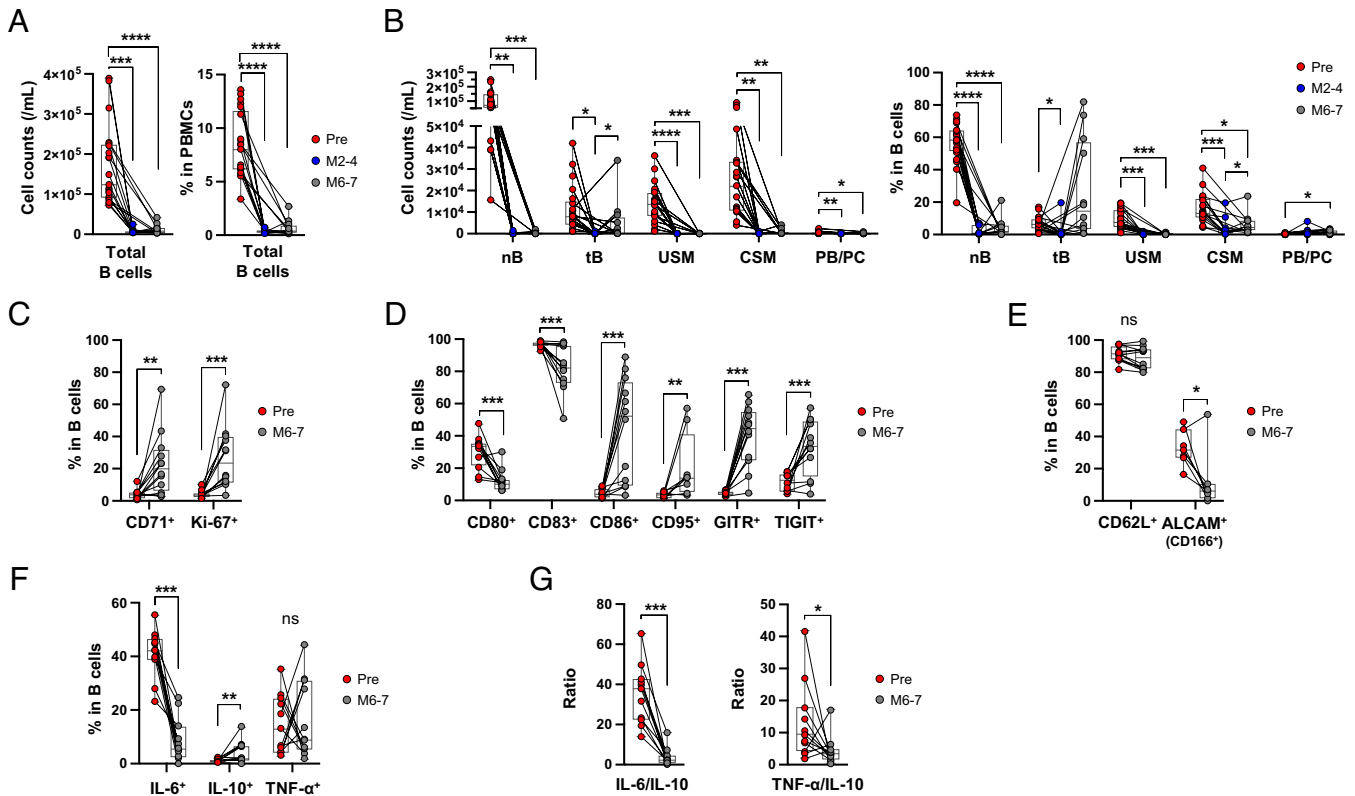 A
Cell counts (/mL)
4×10⁵
3×10⁵
2×10⁵
1×10⁵
0
***
****
Total
B cells
% in PBMCs
15
10
5
0
****
****
Total
B cells
Pre
M2-4
M6-7
B
Cell counts (/mL)
3×10⁵
2×10⁵
1×10⁵
5×10⁴
4×10⁴
3×10⁴
2×10⁴
1×10⁴
0
***
**
*
*
***
****
**
**
*
**
nB
tB
USM
CSM
PB/PC
% in B cells
100
80
60
40
20
0
****
****
*
***
***
*
***
*
*
nB
tB
USM
CSM
PB/PC
Pre
M2-4
M6-7
C
% in B cells
100
80
60
40
20
0
**
***
CD71⁺
Ki-67⁺
Pre
M6-7
D
% in B cells
100
80
60
40
20
0
***
***
***
**
***
***
CD80⁺
CD83⁺
CD86⁺
CD95⁺
GITR⁺
TIGIT⁺
Pre
M6-7
E
% in B cells
100
80
60
40
20
0
ns
*
CD62L⁺
ALCAM⁺
(CD166⁺)
Pre
M6-7
F
% in B cells
60
40
20
0
***
**
ns
IL-6⁺
IL-10⁺
TNF-α⁺
Pre
M6-7
G
Ratio
80
60
40
20
0
***
IL-6/IL-10
Ratio
50
40
30
20
10
0
*
TNF-α/IL-10
Pre
M6-7